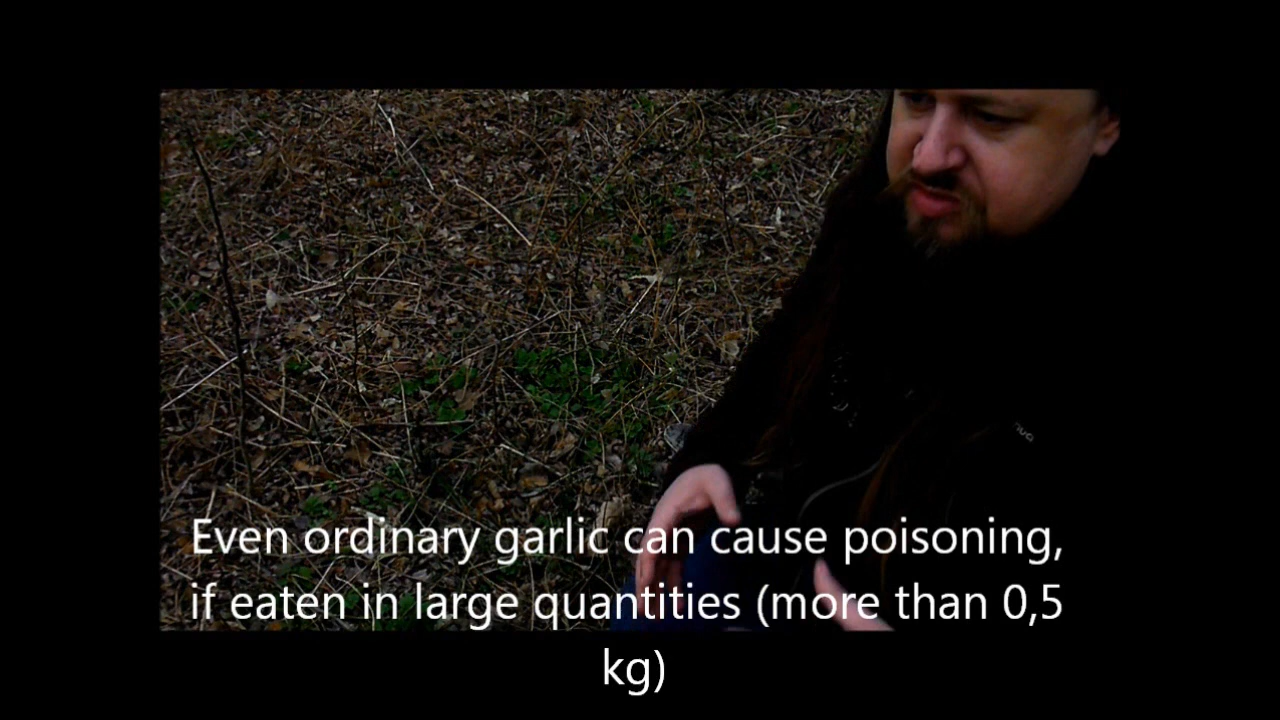 Even ordinary garlic can cause poisoning,
if eaten in large quantities (more than 0,5
kg)